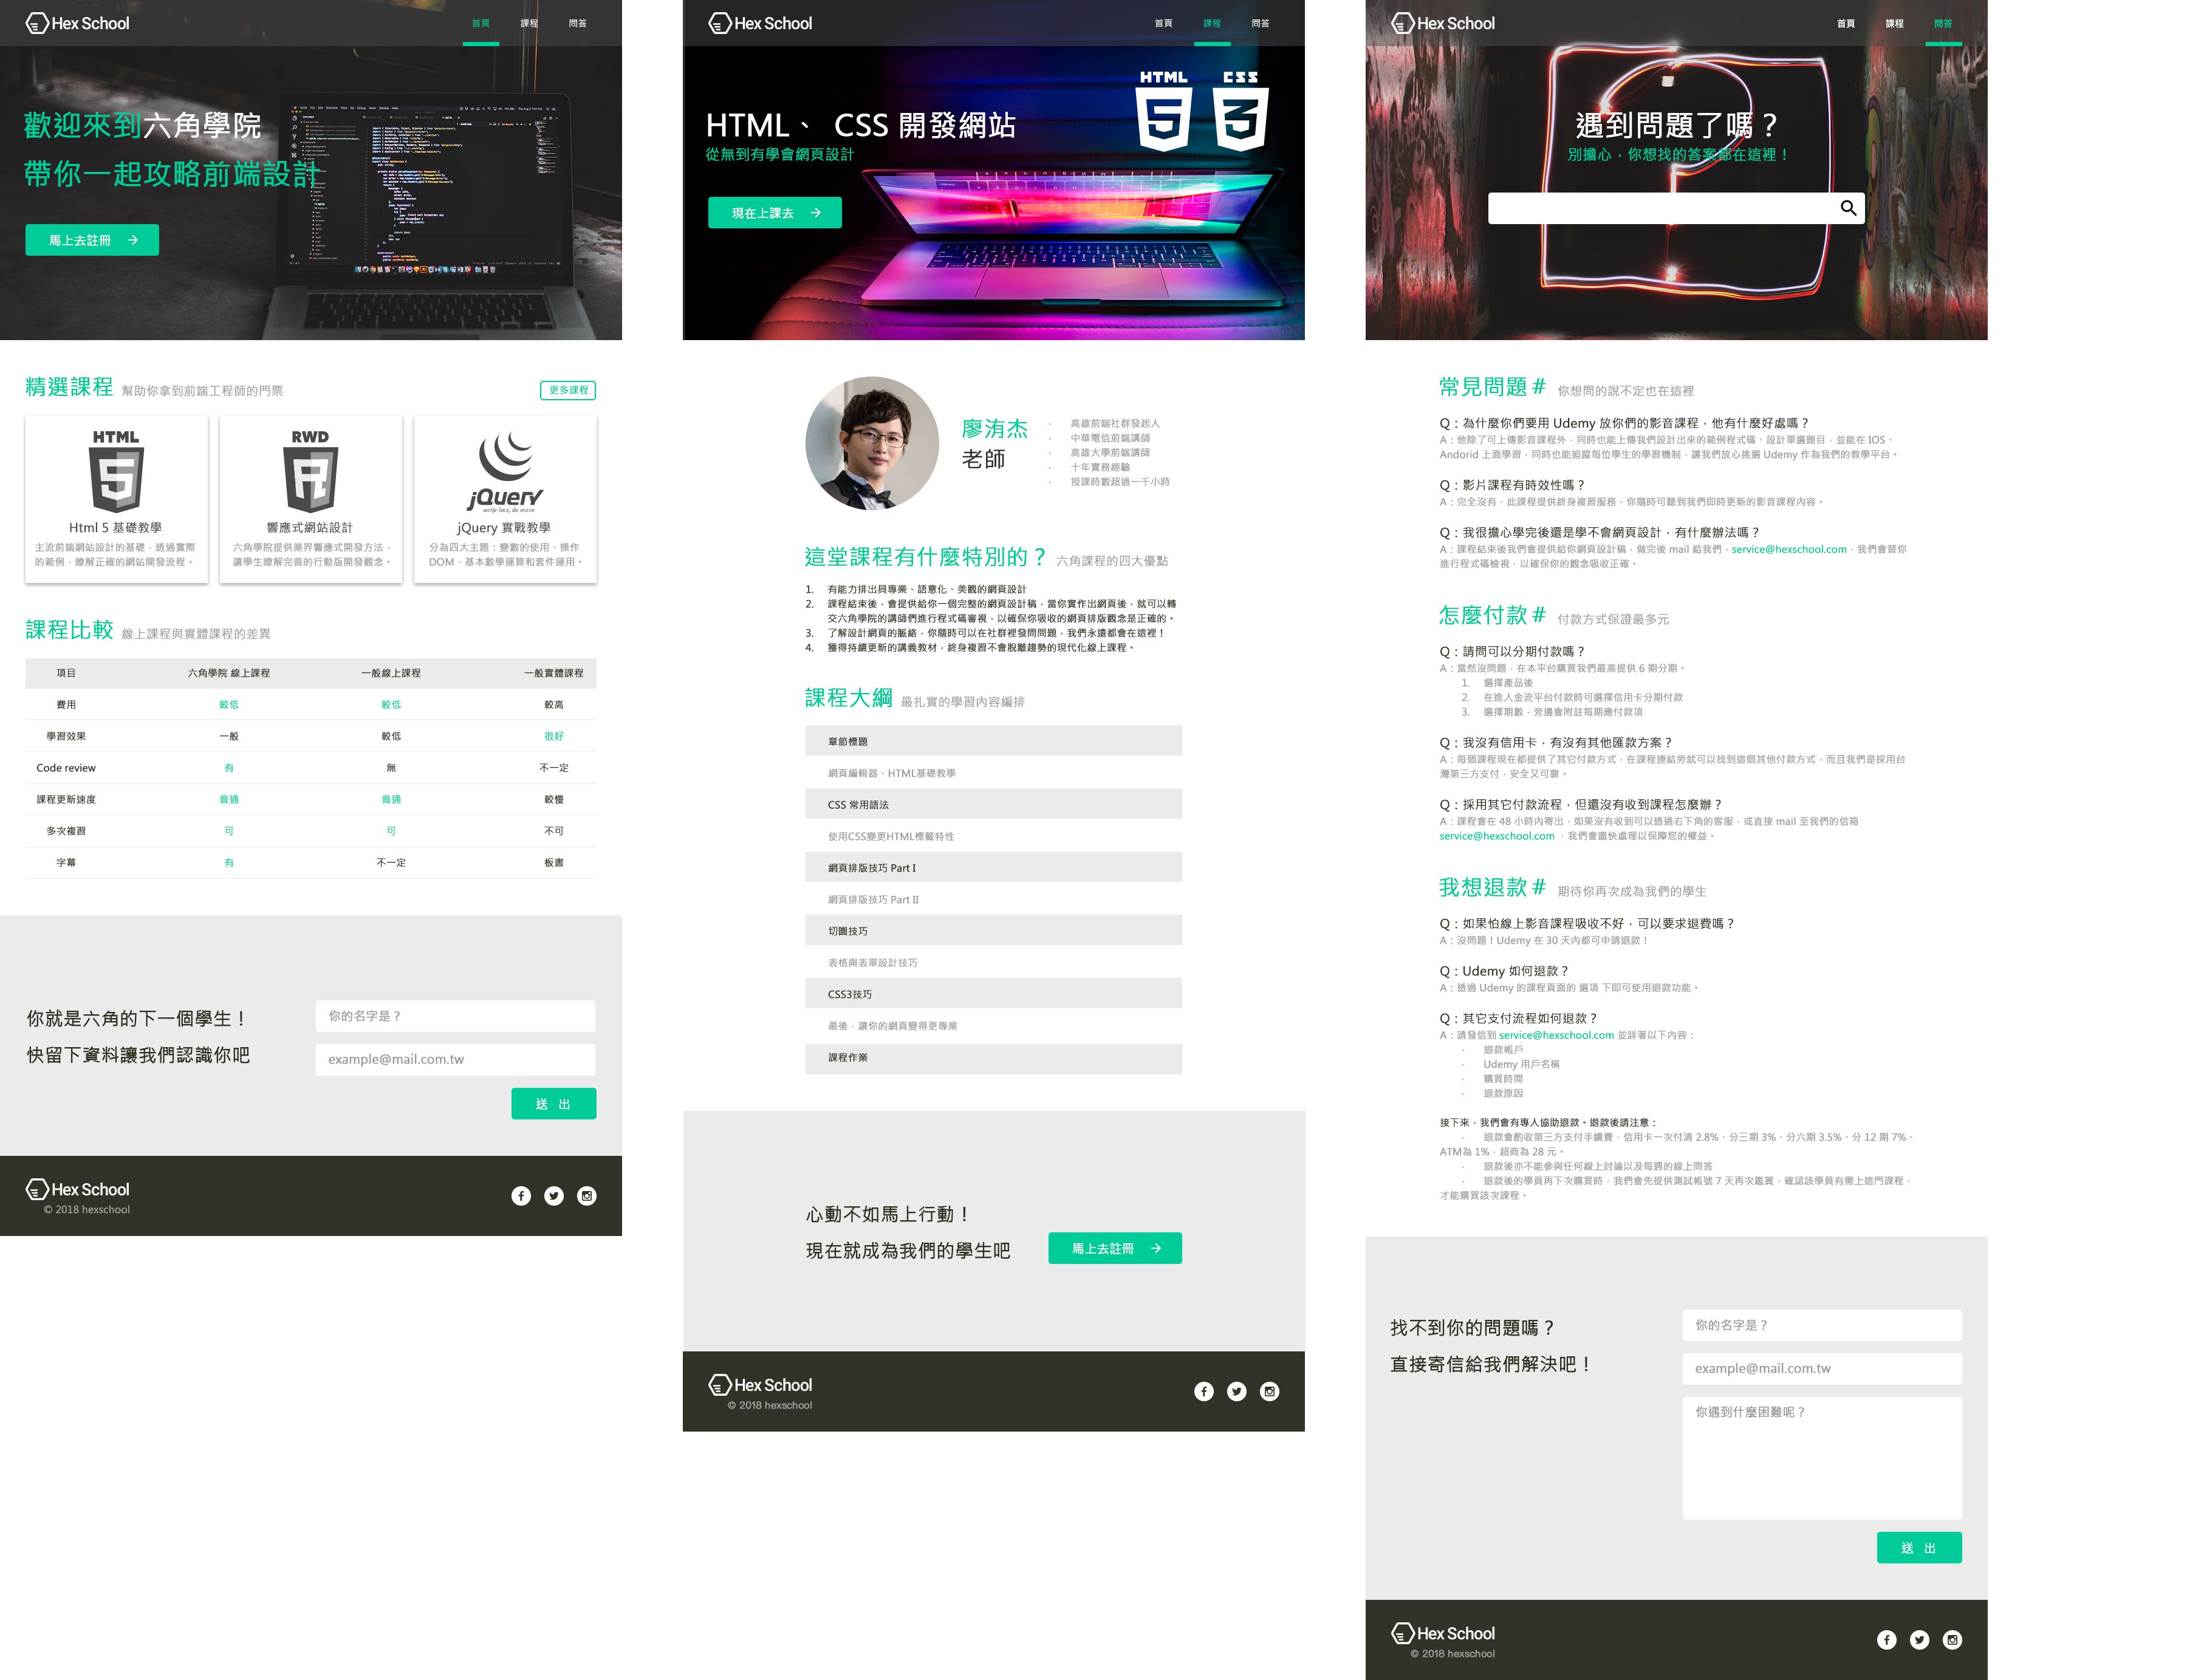 Hex School
首頁 課程 問答
歡迎來到六角學院
帶你一起攻略前端設計
馬上去註冊
精選課程 幫助你拿到前端工程師的門票
更多課程
HTML
Html 5 基礎教學
主流前端網站設計的基礎，透過實際
的範例，瞭解正確的網站開發流程。
RWD
響應式網站設計
六角學院提供業界響應式開發方法，
讓學生瞭解完善的行動版開發觀念。
jQuery
write less, do more
jQuery 實戰教學
分為四大主題：變數的使用、操作
DOM、基本數學運算和套件運用。
課程比較 線上課程與實體課程的差異
項目 六角學院 線上課程 一般線上課程 一般實體課程
費用 較低 較低 較高
學習效果 一般 較低 很好
Code review 有 無 不一定
課程更新速度 普通 普通 較慢
多次複習 可 可 不可
字幕 有 不一定 板書
你就是六角的下一個學生！
快留下資料讓我們認識你吧
你的名字是？
example@mail.com.tw
送 出
Hex School
© 2018 hexschool
Hex School
首頁 課程 問答
HTML CSS
5 3
HTML、 CSS 開發網站
從無到有學會網頁設計
現在上課去
廖洧杰
老師
· 高雄前端社群發起人
· 中華電信前端講師
· 高雄大學前端講師
· 十年實務經驗
· 授課時數超過一千小時
這堂課程有什麼特別的？ 六角課程的四大優點
1. 有能力排出具專業、語意化、美觀的網頁設計
2. 課程結束後，會提供給你一個完整的網頁設計稿，當你實作出網頁後，就可以轉
交六角學院的講師們進行程式碼審視，以確保你吸收的網頁排版觀念是正確的。
3. 了解設計網頁的脈絡，你隨時可以在社群裡發問問題，我們永遠都會在這裡！
4. 獲得持續更新的講義教材，終身複習不會脫離趨勢的現代化線上課程。
課程大綱 最扎實的學習內容編排
章節標題
網頁編輯器、HTML基礎教學
CSS 常用語法
使用CSS變更HTML標籤特性
網頁排版技巧 Part I
網頁排版技巧 Part II
切圖技巧
表格與表單設計技巧
CSS3技巧
最後，讓你的網頁變得更專業
課程作業
心動不如馬上行動！
現在就成為我們的學生吧
馬上去註冊
Hex School
© 2018 hexschool
Hex School
首頁 課程 問答
遇到問題了嗎？
別擔心，你想找的答案都在這裡！
常見問題# 你想問的說不定也在這裡
Q：為什麼你們要用 Udemy 放你們的影音課程，他有什麼好處嗎？
A：他除了可上傳影音課程外，同時也能上傳我們設計出來的範例程式碼、設計單選題目，並能在 IOS、
Andorid 上面學習，同時也能追蹤每位學生的學習機制，讓我們放心挑選 Udemy 作為我們的教學平台。
Q：影片課程有時效性嗎？
A：完全沒有，此課程提供終身複習服務，你隨時可聽到我們即時更新的影音課程內容。
Q：我很擔心學完後還是學不會網頁設計，有什麼辦法嗎？
A：課程結束後我們會提供給你網頁設計稿，做完後 mail 給我們，service@hexschool.com，我們會替你
進行程式碼檢視，以確保你的觀念吸收正確。
怎麼付款# 付款方式保證最多元
Q：請問可以分期付款嗎？
A：當然沒問題，在本平台購買我們最高提供 6 期分期。
1. 選擇產品後
2. 在進入金流平台付款時可選擇信用卡分期付款
3. 選擇期數，旁邊會附註每期應付款項
Q：我沒有信用卡，有沒有其他匯款方案？
A：每個課程現在都提供了其它付款方式，在課程連結旁就可以找到這個其他付款方式，而且我們是採用台
灣第三方支付，安全又可靠。
Q：採用其它付款流程，但還沒有收到課程怎麼辦？
A：課程會在 48 小時內寄出，如果沒有收到可以透過右下角的客服，或直接 mail 至我們的信箱
service@hexschool.com ，我們會盡快處理以保障您的權益。
我想退款# 期待你再次成為我們的學生
Q：如果怕線上影音課程吸收不好，可以要求退費嗎？
A：沒問題！Udemy 在 30 天內都可申請退款！
Q：Udemy 如何退款？
A：透過 Udemy 的課程頁面的 選項 下即可使用退款功能。
Q：其它支付流程如何退款？
A：請發信到 service@hexschool.com 並詳著以下內容：
· 退款帳戶
· Udemy 用戶名稱
· 購買時間
· 退款原因
接下來，我們會有專人協助退款。退款後請注意：
· 退款會酌收第三方支付手續費，信用卡一次付清 2.8%、分三期 3%、分六期 3.5%、分 12 期 7%、
ATM為 1%，超商為 28 元。
· 退款後亦不能參與任何線上討論以及每週的線上問答
· 退款後的學員再下次購買時，我們會先提供測試帳號 7 天再次鑑賞，確認該學員有需上這門課程，
才能購買該次課程。
找不到你的問題嗎？
直接寄信給我們解決吧！
你的名字是？
example@mail.com.tw
你遇到什麼困難呢？
送 出
Hex School
© 2018 hexschool